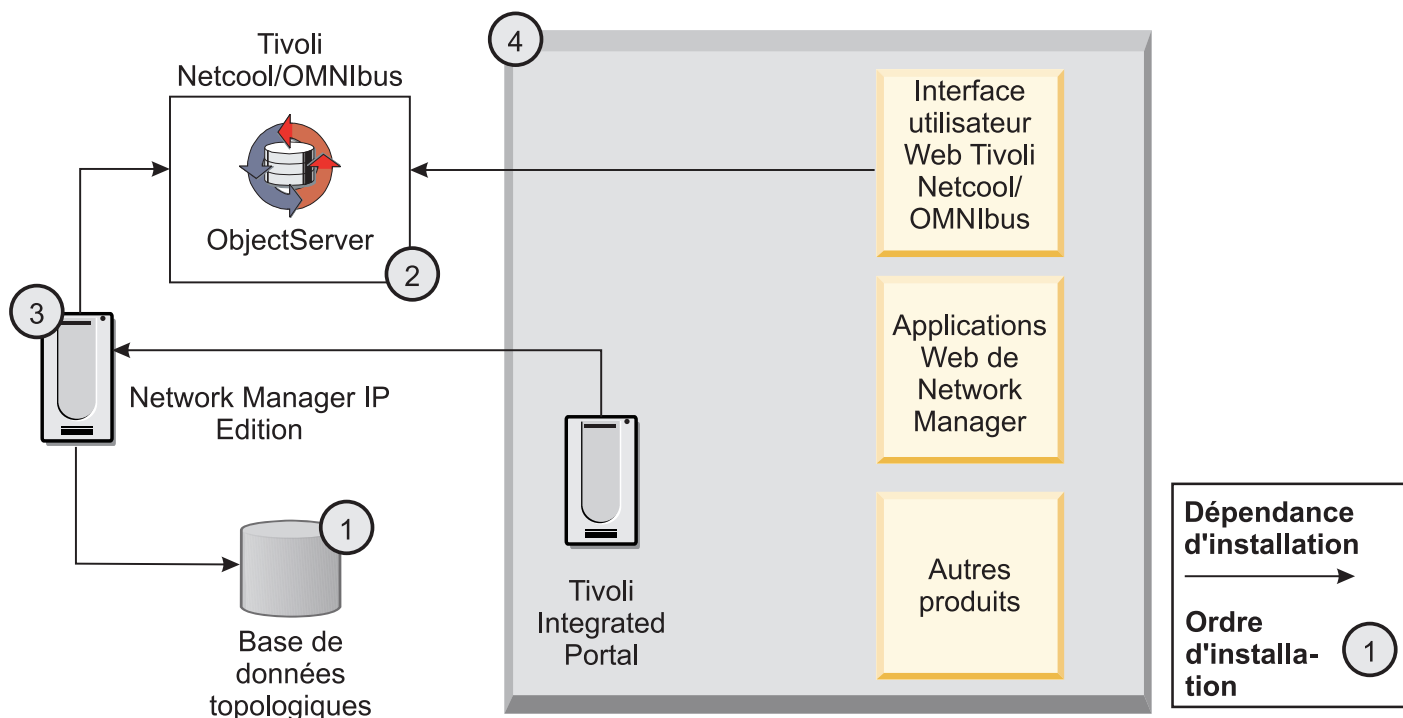 Tivoli
Netcool/OMNIbus
ObjectServer
2
3
Network Manager IP
Edition
1
Base de
données
topologiques
4
Tivoli
Integrated
Portal
Interface
utilisateur
Web Tivoli
Netcool/
OMNIbus
Applications
Web de
Network
Manager
Autres
produits
Dépendance
d'installation
Ordre
d'installa-
tion
1